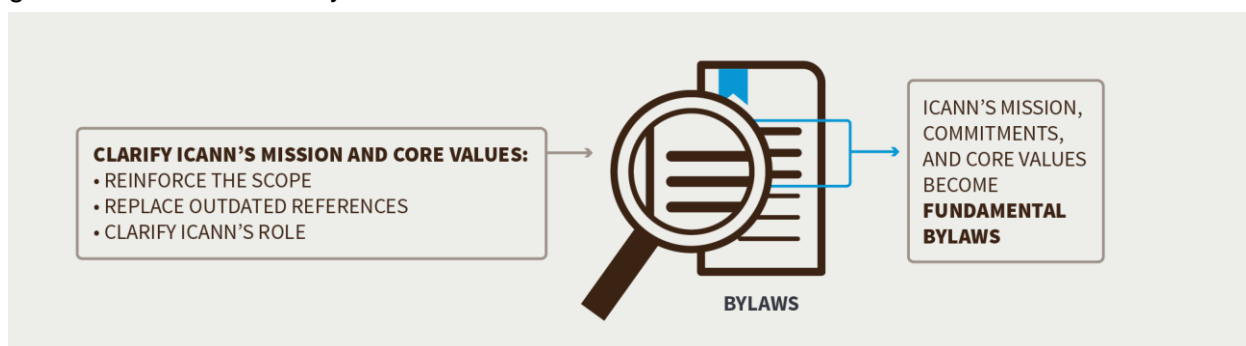 CLARIFY ICANN'S MISSION AND CORE VALUES:
• REINFORCE THE SCOPE
• REPLACE OUTDATED REFERENCES
• CLARIFY ICANN'S ROLE
BYLAWS
ICANN'S MISSION,
COMMITMENTS,
AND CORE VALUES
BECOME
FUNDAMENTAL
BYLAWS